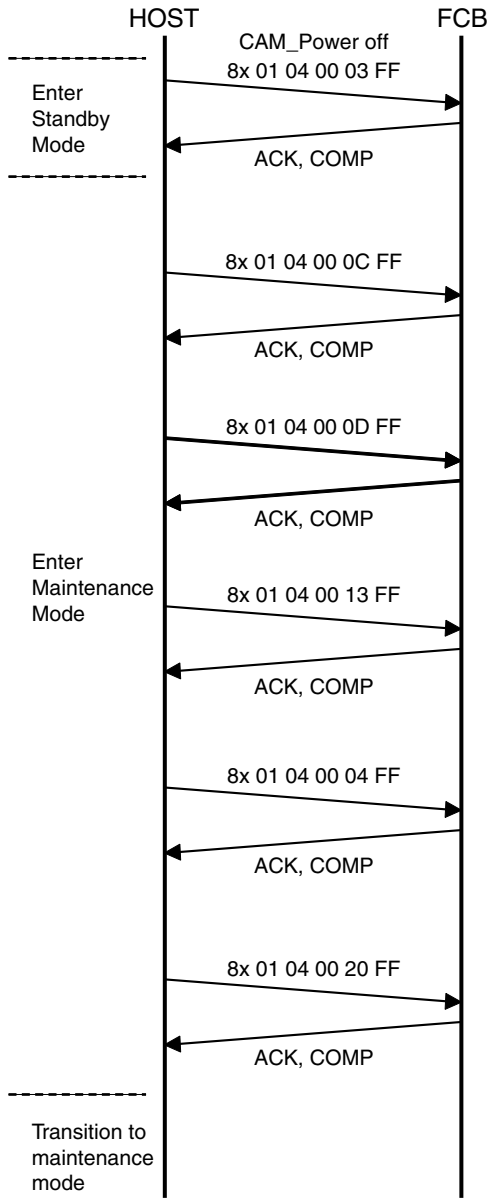 HOST
FCB
CAM_Power off
8x 01 04 00 03 FF
Enter
Standby
Mode
ACK, COMP
8x 01 04 00 0C FF
ACK, COMP
8x 01 04 00 0D FF
ACK, COMP
Enter
Maintenance
Mode
8x 01 04 00 13 FF
ACK, COMP
8x 01 04 00 04 FF
ACK, COMP
8x 01 04 00 20 FF
ACK, COMP
Transition to
maintenance
mode